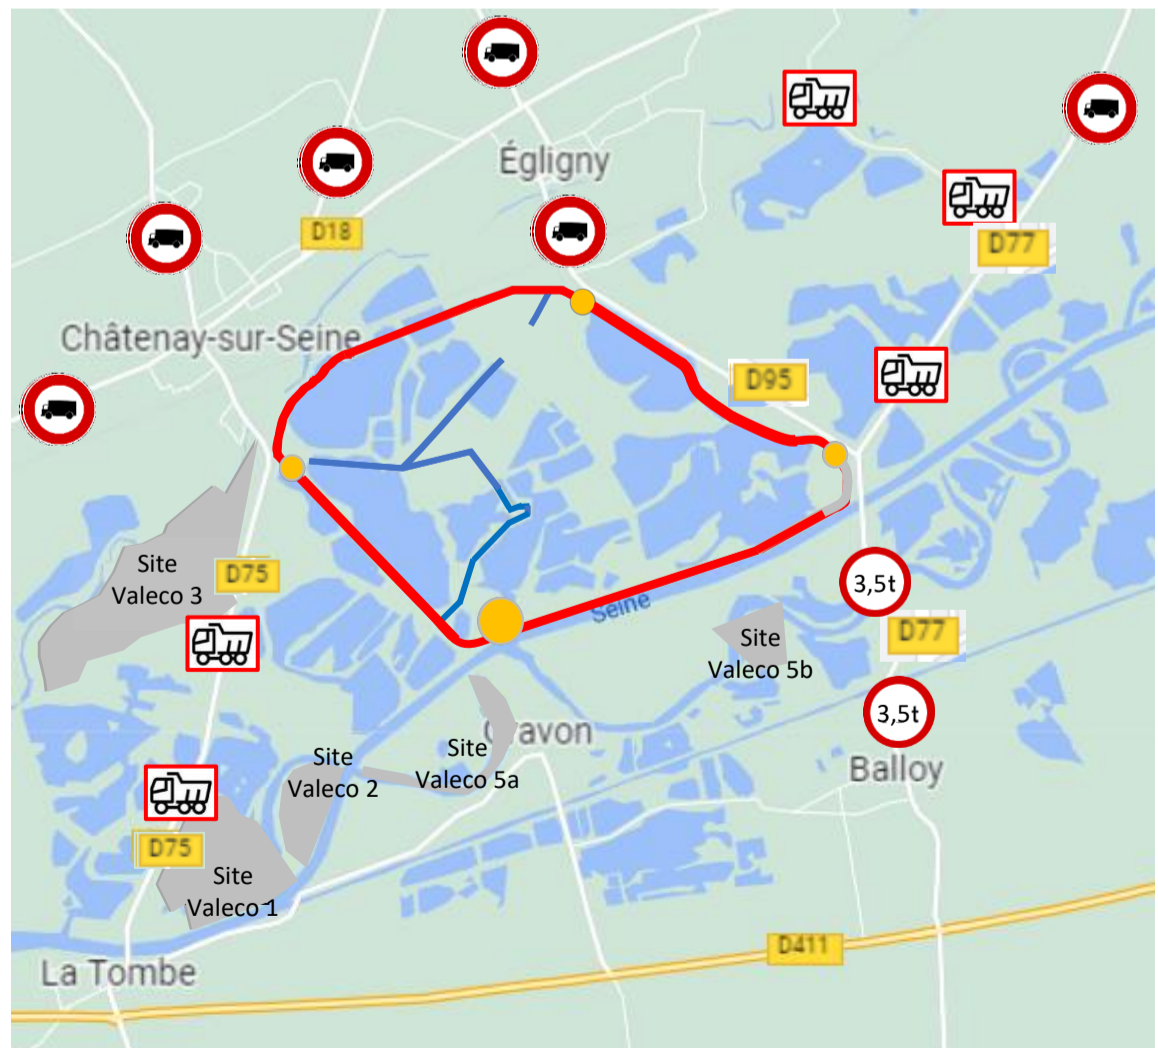 Égligny
D18
D77
Châtenay-sur-Seine
D95
Site
Valeco 3
D75
3,5t
Seine
D77
Site
Valeco 5b
3,5t
Gravon
Site
Valeco 5a
Site
Valeco 2
Balloy
D75
Site
Valeco 1
D411
La Tombe